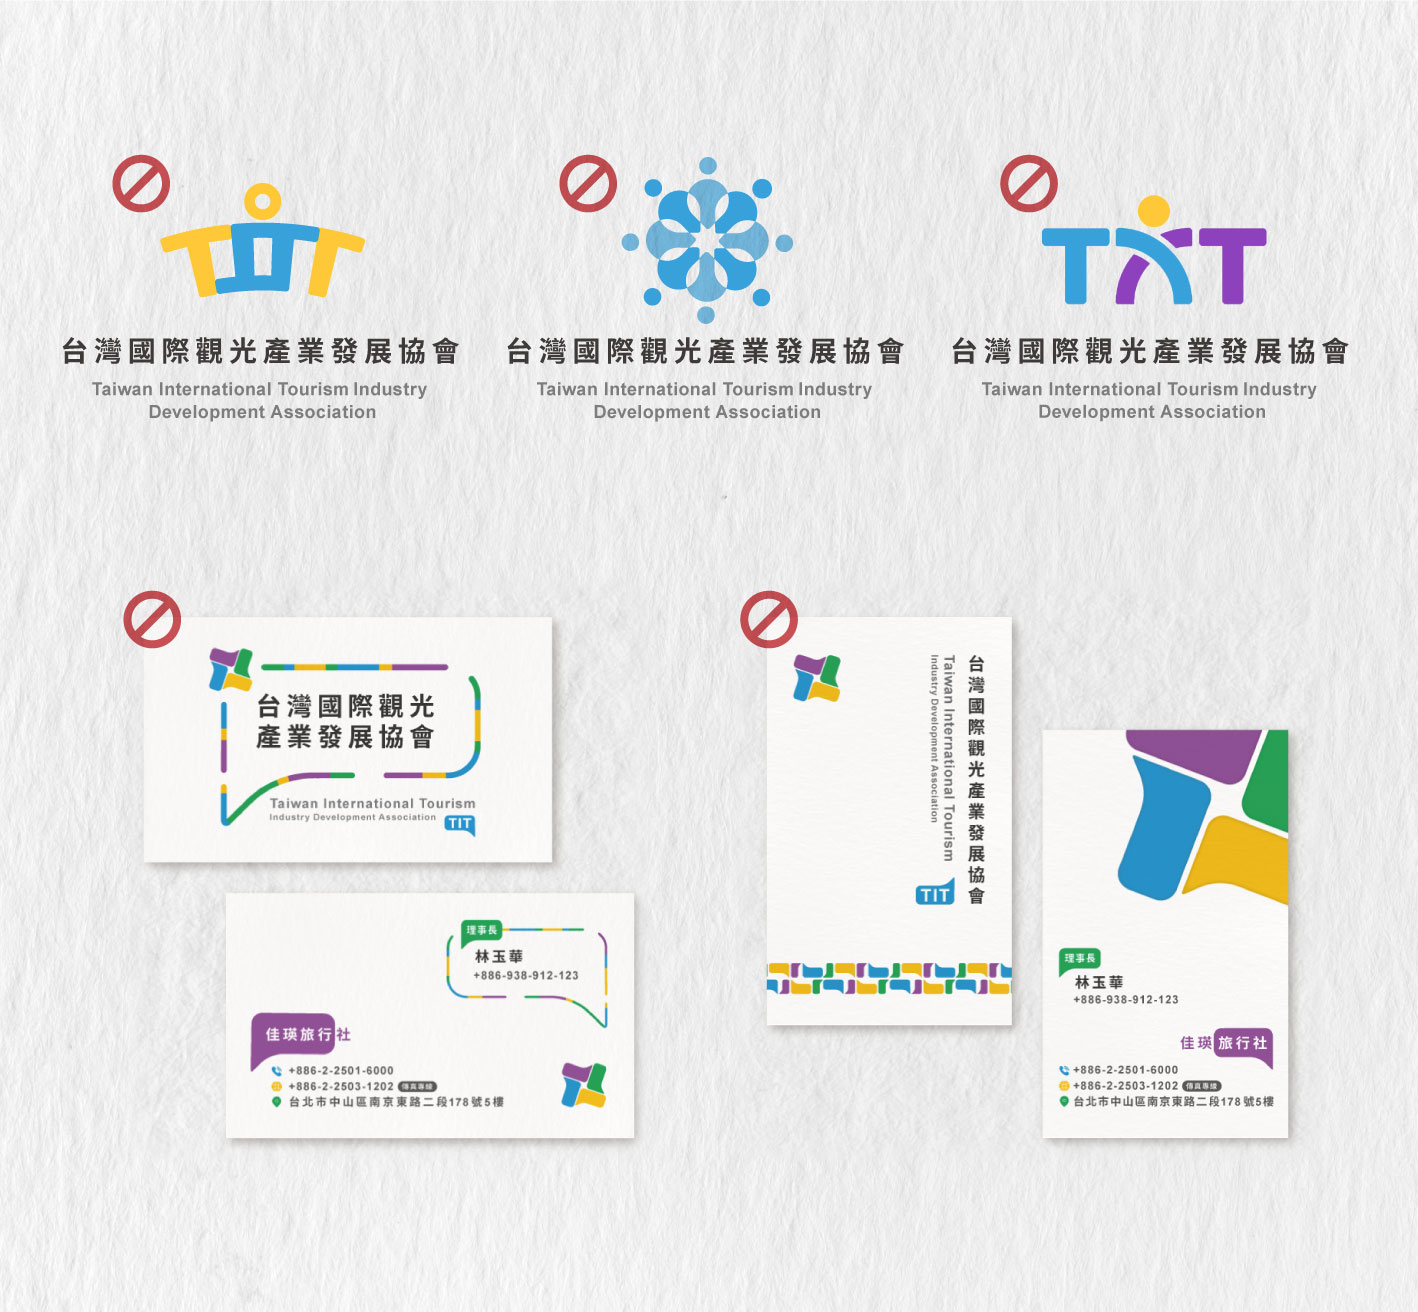 台灣國際觀光產業發展協會
Taiwan International Tourism Industry
Development Association
台灣國際觀光產業發展協會
Taiwan International Tourism Industry
Development Association
TT
台灣國際觀光產業發展協會
Taiwan International Tourism Industry
Development Association
台灣國際觀光
產業發展協會
Taiwan International Tourism
Industry Development Association
TIT
理事長
林玉華
+886-938-912-123
佳瑛旅行社
+886-2-2501-6000
+886-2-2503-1202 傳真專線
台北市中山區南京東路二段178號5樓
台灣國際觀光產業發展協會
Taiwan International Tourism
Industry Development Association
TIT
理事長
林玉華
+886-938-912-123
佳瑛旅行社
+886-2-2501-6000
+886-2-2503-1202 傳真專線
台北市中山區南京東路二段178號5樓